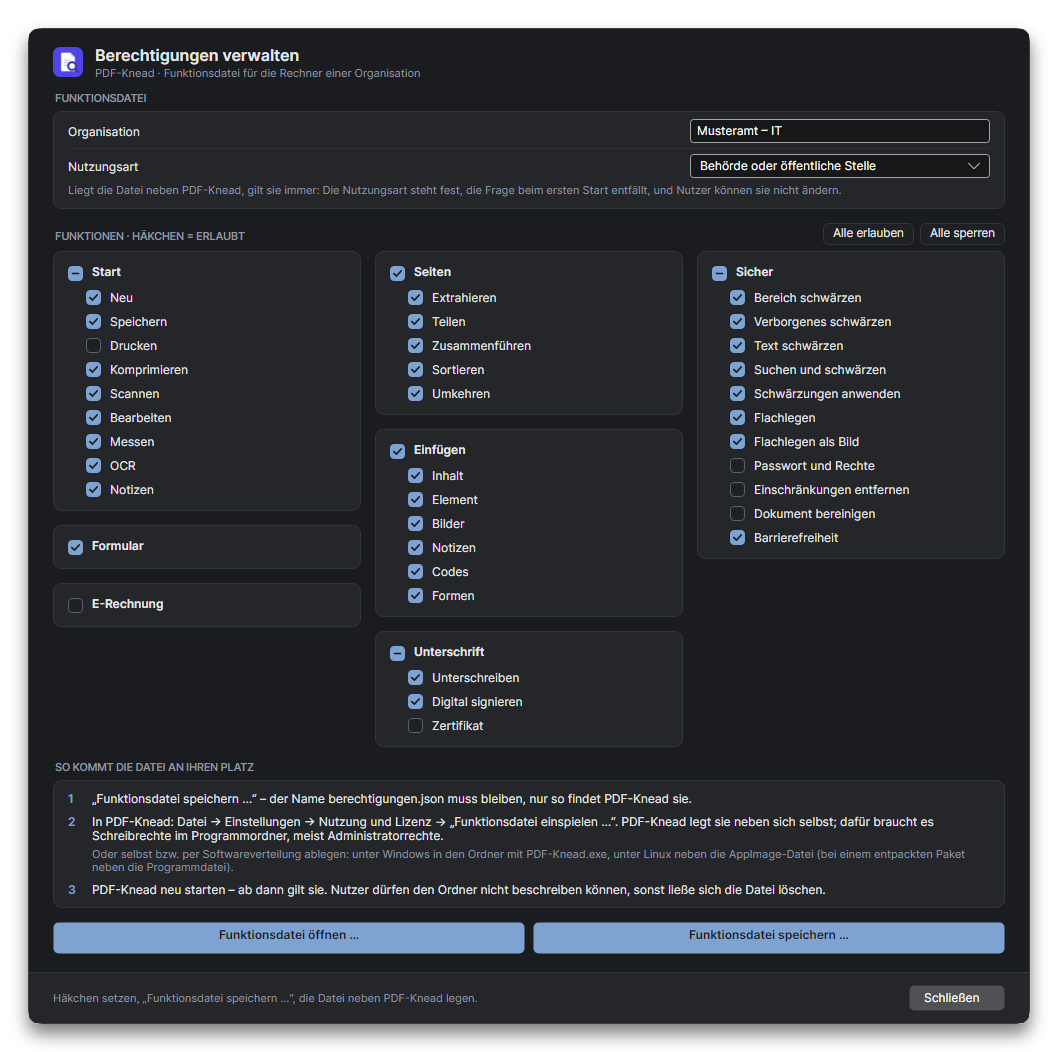 Berechtigungen verwalten
PDF-Knead · Funktionsdatei für die Rechner einer Organisation
FUNKTIONSDATEI
Organisation
Musteramt – IT
Nutzungsart
Behörde oder öffentliche Stelle
Liegt die Datei neben PDF-Knead, gilt sie immer: Die Nutzungsart steht fest, die Frage beim ersten Start entfällt, und Nutzer können sie nicht ändern.
FUNKTIONEN · HÄKCHEN = ERLAUBT
Alle erlauben
Alle sperren
Start
Neu
Speichern
Drucken
Komprimieren
Scannen
Bearbeiten
Messen
OCR
Notizen
Formular
E-Rechnung
Seiten
Extrahieren
Teilen
Zusammenführen
Sortieren
Umkehren
Einfügen
Inhalt
Element
Bilder
Notizen
Codes
Formen
Unterschrift
Unterschreiben
Digital signieren
Zertifikat
Sicher
Bereich schwärzen
Verborgenes schwärzen
Text schwärzen
Suchen und schwärzen
Schwärzungen anwenden
Flachlegen
Flachlegen als Bild
Passwort und Rechte
Einschränkungen entfernen
Dokument bereinigen
Barrierefreiheit
SO KOMMT DIE DATEI AN IHREN PLATZ
1 „Funktionsdatei speichern …“ – der Name berechtigungen.json muss bleiben, nur so findet PDF-Knead sie.
2 In PDF-Knead: Datei → Einstellungen → Nutzung und Lizenz → „Funktionsdatei einspielen …“. PDF-Knead legt sie neben sich selbst; dafür braucht es
Schreibrechte im Programmordner, meist Administratorrechte.
Oder selbst bzw. per Softwareverteilung ablegen: unter Windows in den Ordner mit PDF-Knead.exe, unter Linux neben die AppImage-Datei (bei einem entpackten Paket
neben die Programmdatei).
3 PDF-Knead neu starten – ab dann gilt sie. Nutzer dürfen den Ordner nicht beschreiben können, sonst ließe sich die Datei löschen.
Funktionsdatei öffnen …
Funktionsdatei speichern …
Häkchen setzen, „Funktionsdatei speichern …“, die Datei neben PDF-Knead legen.
Schließen